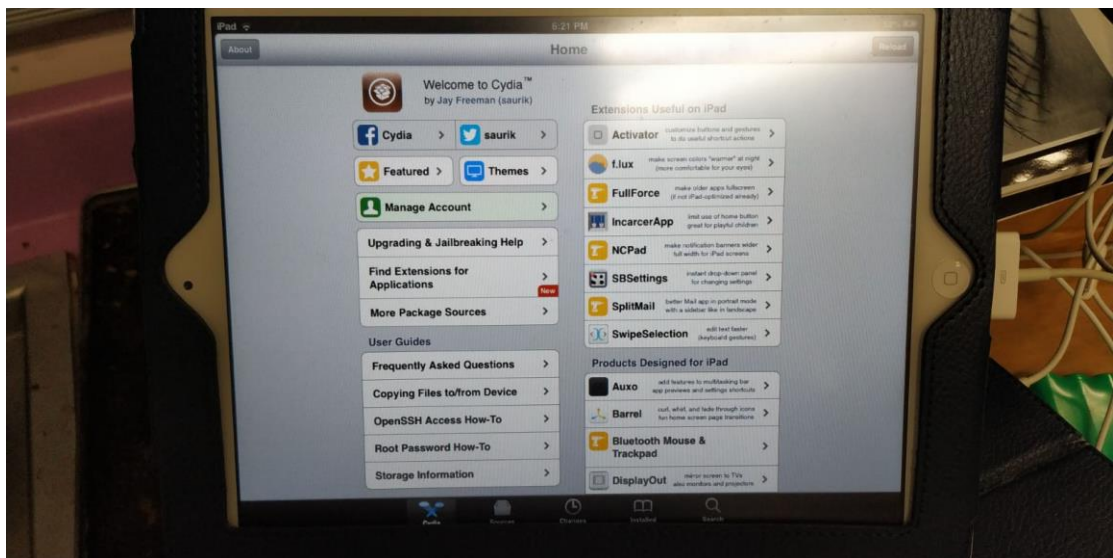 iPad
6:21 PM
About
Home
Reload
Welcome to Cydia™
by Jay Freeman (saurik)
Cydia
saurik
Featured
Themes
Manage Account
Upgrading & Jailbreaking Help
Find Extensions for
Applications
New
More Package Sources
User Guides
Frequently Asked Questions
Copying Files to/from Device
OpenSSH Access How-To
Root Password How-To
Storage Information
Extensions Useful on iPad
Activator
customize buttons and gestures
to do useful shortcut actions
f.lux
make screen colors "warmer" at night
(more comfortable for your eyes)
FullForce
make older apps fullscreen
(if not iPad-optimized already)
IncarcerApp
limit use of home button
great for playful children
NCPad
make notification banners wider
full width for iPad screens
SBSettings
instant drop-down panel
for changing settings
SplitMail
better Mail app in portrait mode
with a sidebar like in landscape
SwipeSelection
edit text faster
(keyboard gestures)
Products Designed for iPad
Auxo
add features to multitasking bar
app previews and settings shortcuts
Barrel
curl, whirl, and fade through icons
fun home screen page transitions
Bluetooth Mouse &
Trackpad
DisplayOut
mirror screen to TVs
also monitors and projectors
Cydia
Sources
Changes
Installed
Search